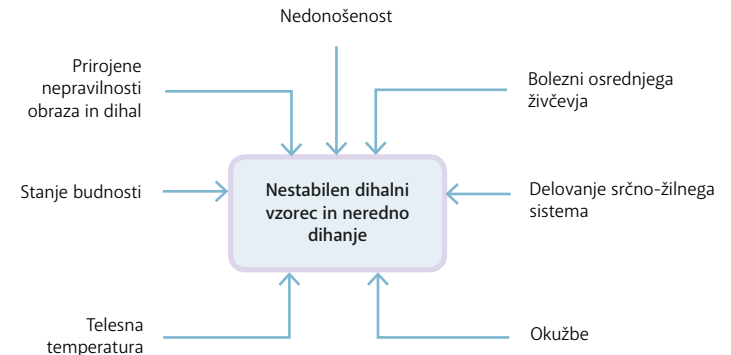 Nedonošenost
Prirojene
nepravilnosti
obraza in dihal
Bolezni osrednjega
živčevja
Stanje budnosti
Nestabilen dihalni
vzorec in neredno
dihanje
Delovanje srčno-žilnega
sistema
Telesna
temperatura
Okužbe